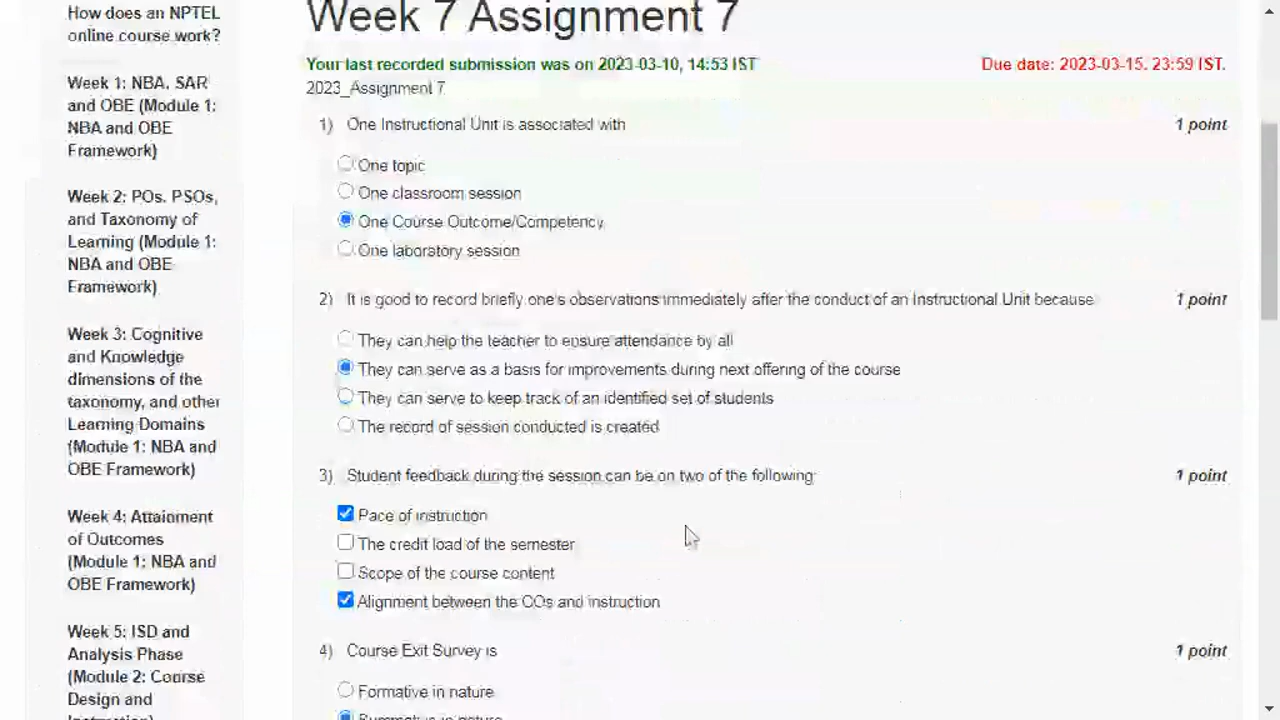 How does an NPTEL
online course work?
Week 1: NBA, SAR
and OBE (Module 1:
NBA and OBE
Framework)
Week 2: POs, PSOs,
and Taxonomy of
Learning (Module 1:
NBA and OBE
Framework)
Week 3: Cognitive
and Knowledge
dimensions of the
taxonomy, and other
Learning Domains
(Module 1: NBA and
OBE Framework)
Week 4: Attainment
of Outcomes
(Module 1: NBA and
OBE Framework)
Week 5: ISD and
Analysis Phase
(Module 2: Course
Design and
Instruction)
Week 7 Assignment 7
Your last recorded submission was on 2023-03-10, 14:53 IST Due date: 2023-03-15, 23:59 IST.
2023_Assignment 7
1) One Instructional Unit is associated with 1 point
One topic
One classroom session
One Course Outcome/Competency
One laboratory session
2) It is good to record briefly one's observations immediately after the conduct of an Instructional Unit because 1 point
They can help the teacher to ensure attendance by all
They can serve as a basis for improvements during next offering of the course
They can serve to keep track of an identified set of students
The record of session conducted is created
3) Student feedback during the session can be on two of the following: 1 point
Pace of instruction
The credit load of the semester
Scope of the course content
Alignment between the COs and instruction
4) Course Exit Survey is 1 point
Formative in nature
Summative in nature